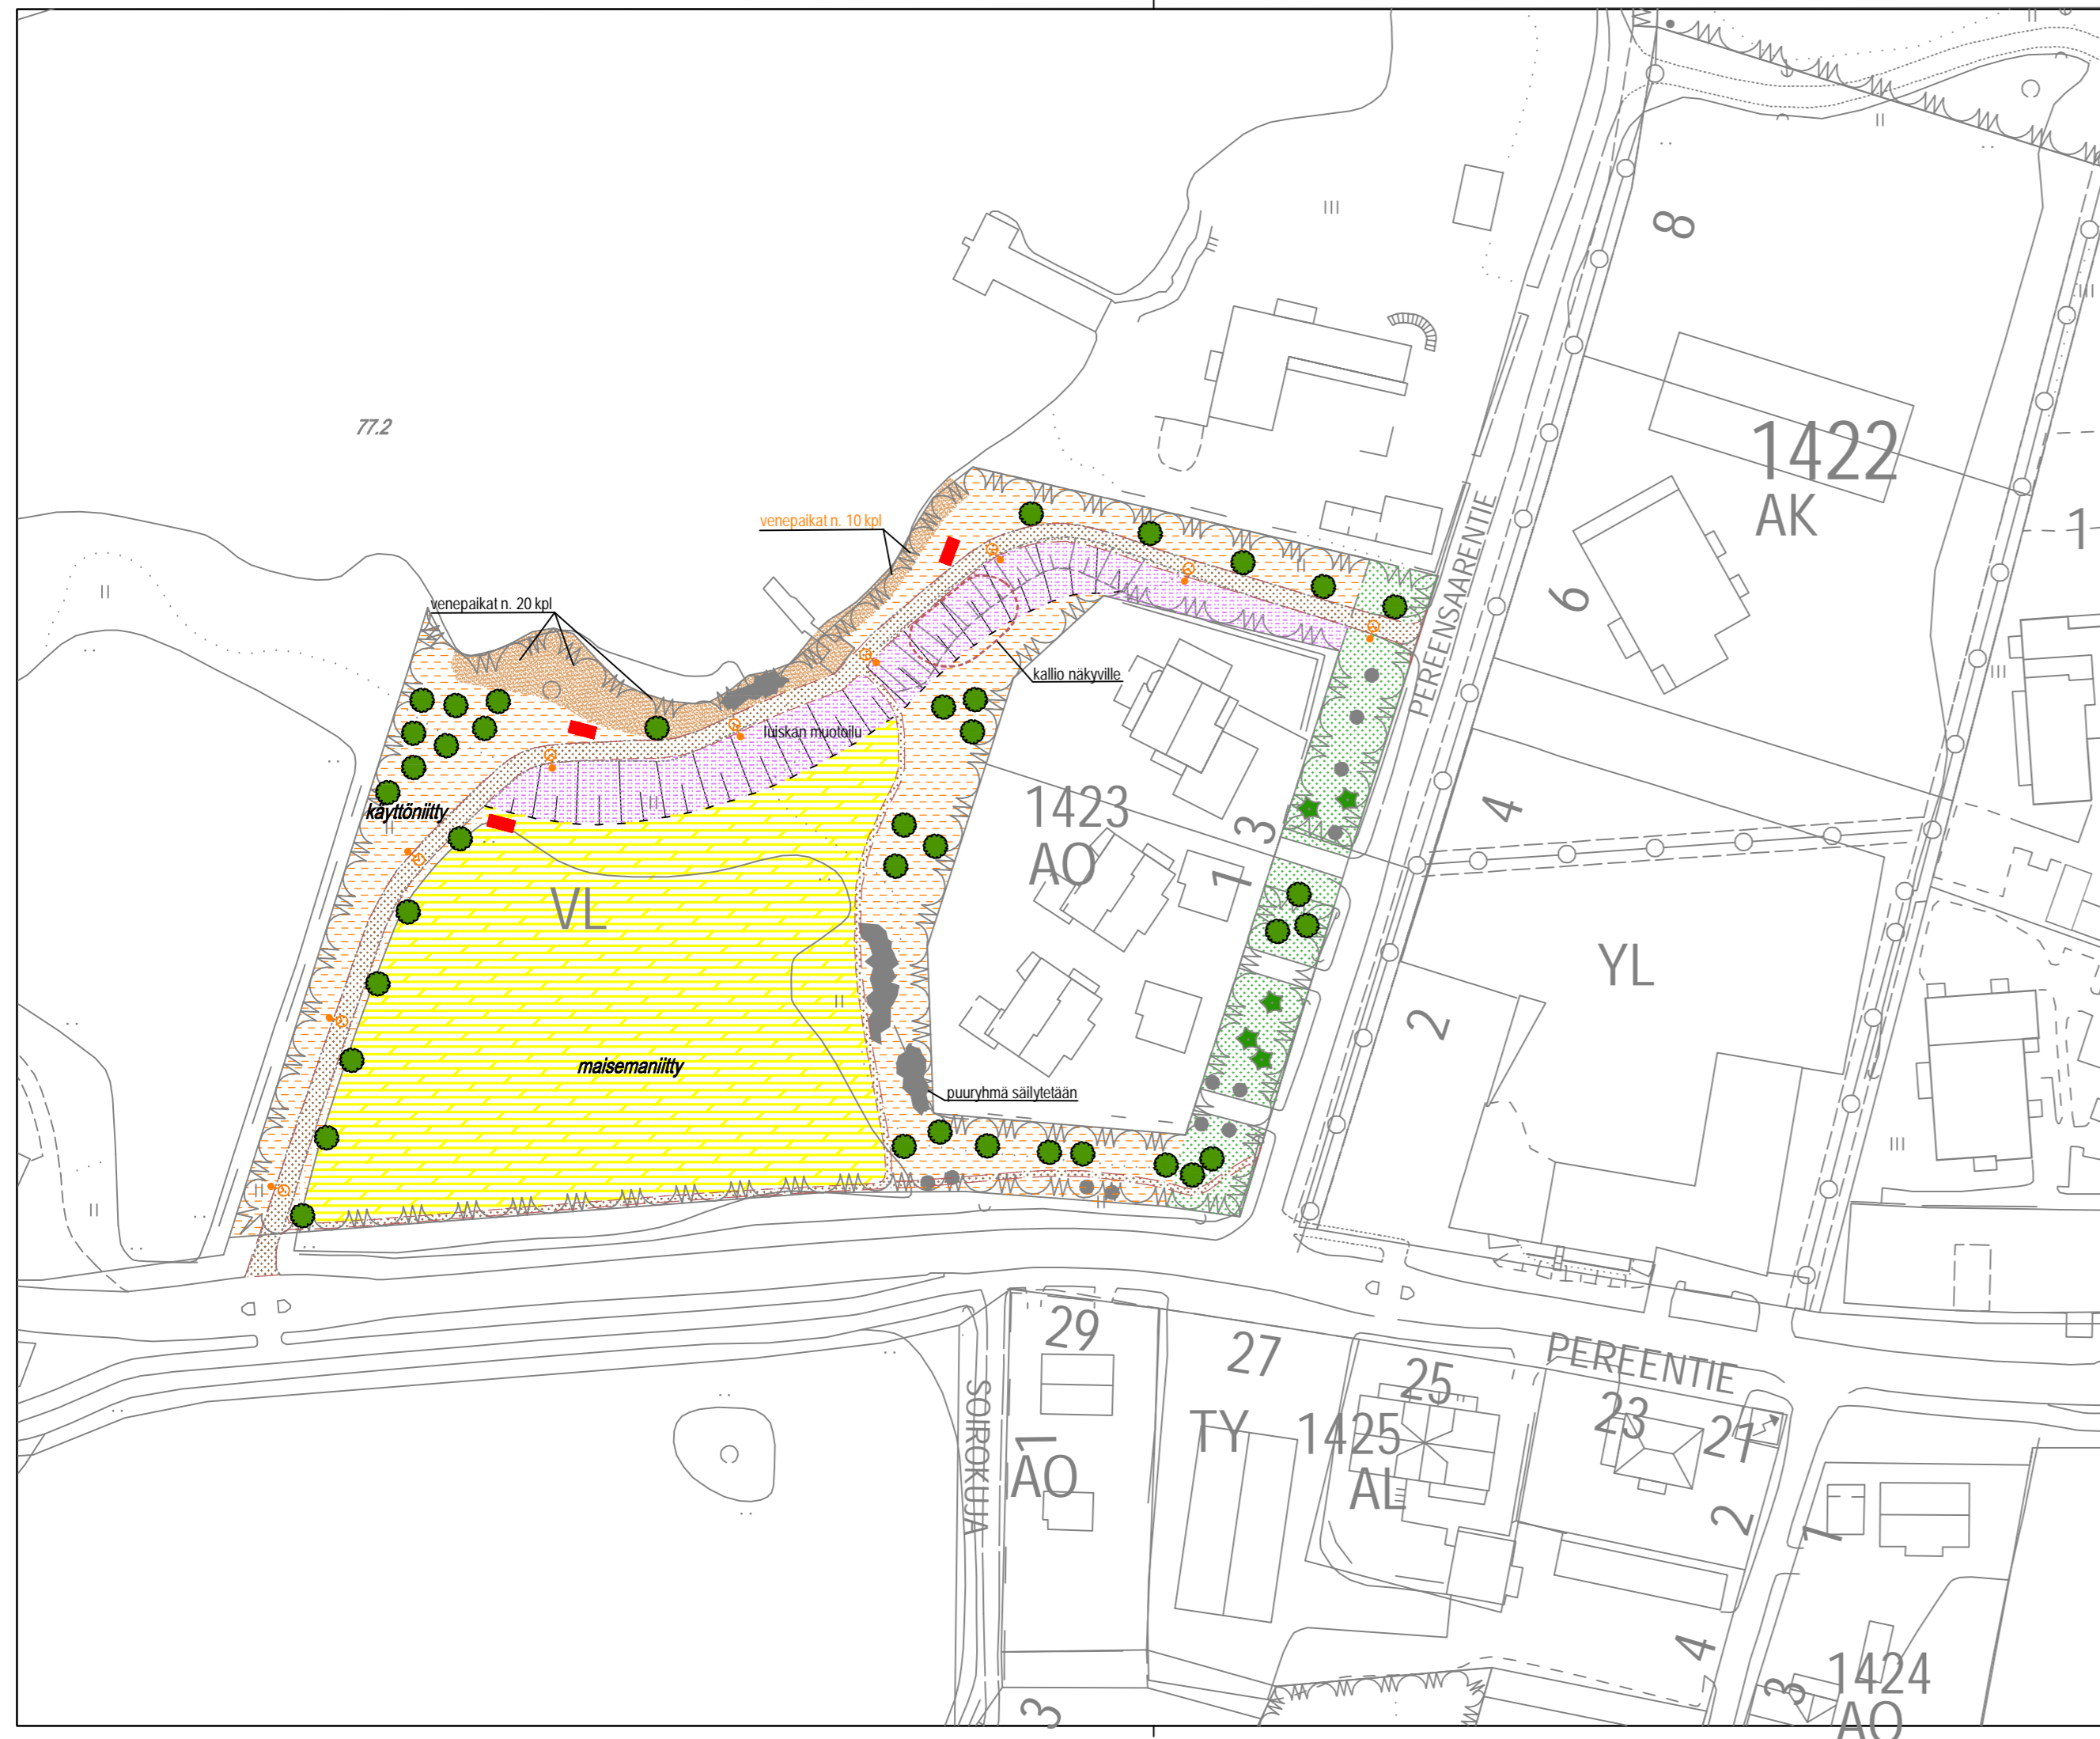 8
77.2
1422
AK
1
venepaikat n. 10 kpl
PEREENSAARENTIE
6
venepaikat n. 20 kpl
kallio näkyville
luiskan muotoilu
käyttöniitty
1423
AO
3
4
1
VL
YL
2
maisemaniitty
puuryhmä säilytetään
29
27
PEREENTIE
25
23
21
SOIROKUJA
1
AO
TY
1425
AL
2
1
4
3
1424
AO
3